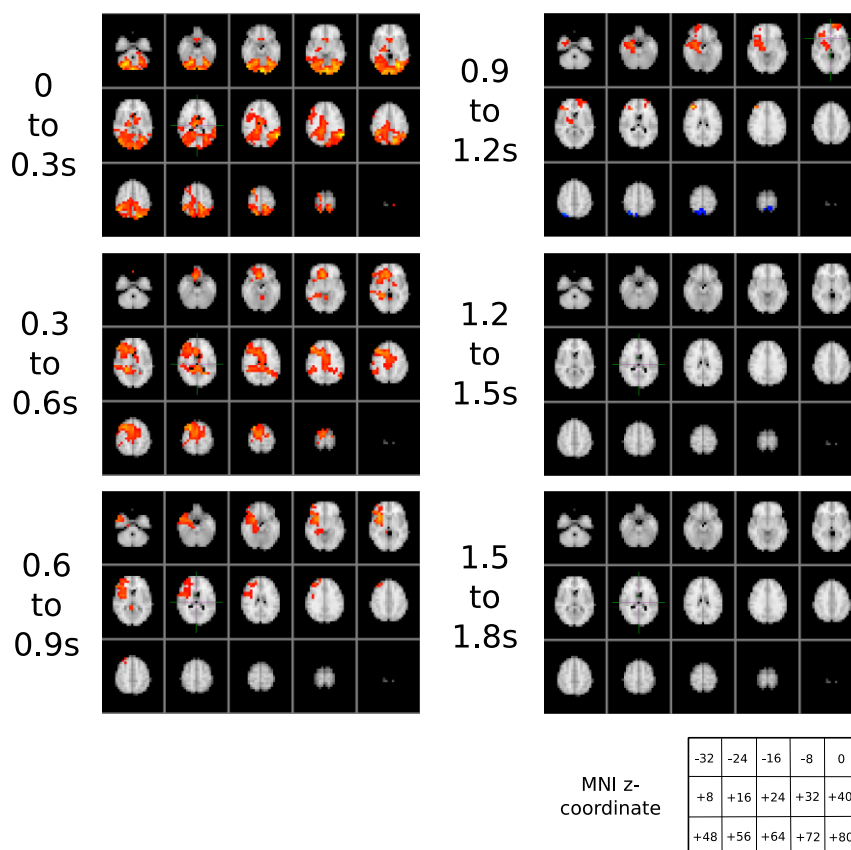 0
to
0.3s
0.9
to
1.2s
0.3
to
0.6s
1.2
to
1.5s
0.6
to
0.9s
1.5
to
1.8s
MNI z-
coordinate
-32 -24 -16 -8 0
+8 +16 +24 +32 +40
+48 +56 +64 +72 +80